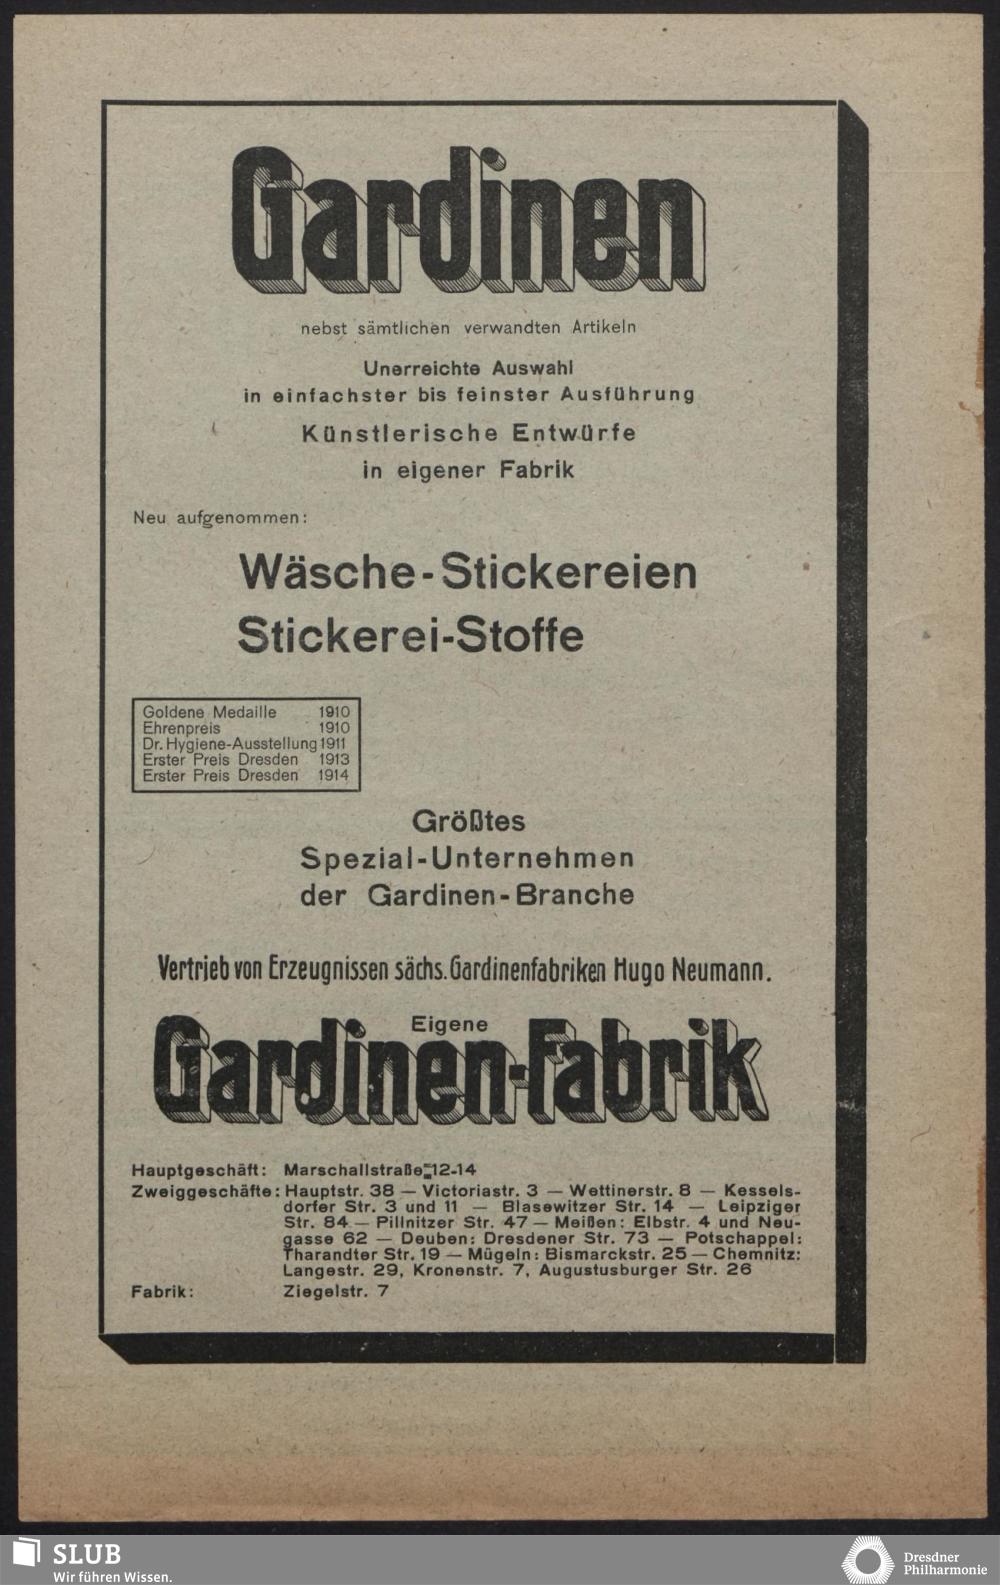 Gardinen
nebst sämtlichen verwandten Artikeln
Unerreichte Auswahl
in einfachster bis feinster Ausführung
Künstlerische Entwürfe
in eigener Fabrik
Neu aufgenommen:
Wäsche-Stickereien
Stickerei-Stoffe
Goldene Medaille 1910
Ehrenpreis 1910
Dr. Hygiene-Ausstellung 1911
Erster Preis Dresden 1913
Erster Preis Dresden 1914
Größtes
Spezial-Unternehmen
der Gardinen-Branche
Vertrieb von Erzeugnissen sächs. Gardinenfabriken Hugo Neumann.
Eigene
Gardinen-Fabrik
Hauptgeschäft: Marschallstraße 12-14
Zweiggeschäfte: Hauptstr. 38 — Victoriastr. 3 — Wettinerstr. 8 — Kessels-
dorfer Str. 3 und 11 — Blasewitzer Str. 14 — Leipziger
Str. 84 — Pillnitzer Str. 47 — Meißen: Elbstr. 4 und Neu-
gasse 62 — Deuben: Dresdener Str. 73 — Potschappel:
Tharandter Str. 19 — Mügeln: Bismarckstr. 25 — Chemnitz:
Langestr. 29, Kronenstr. 7, Augustusburger Str. 26
Fabrik: Ziegelstr. 7
SLUB
Wir führen Wissen.
Dresdner
Philharmonie